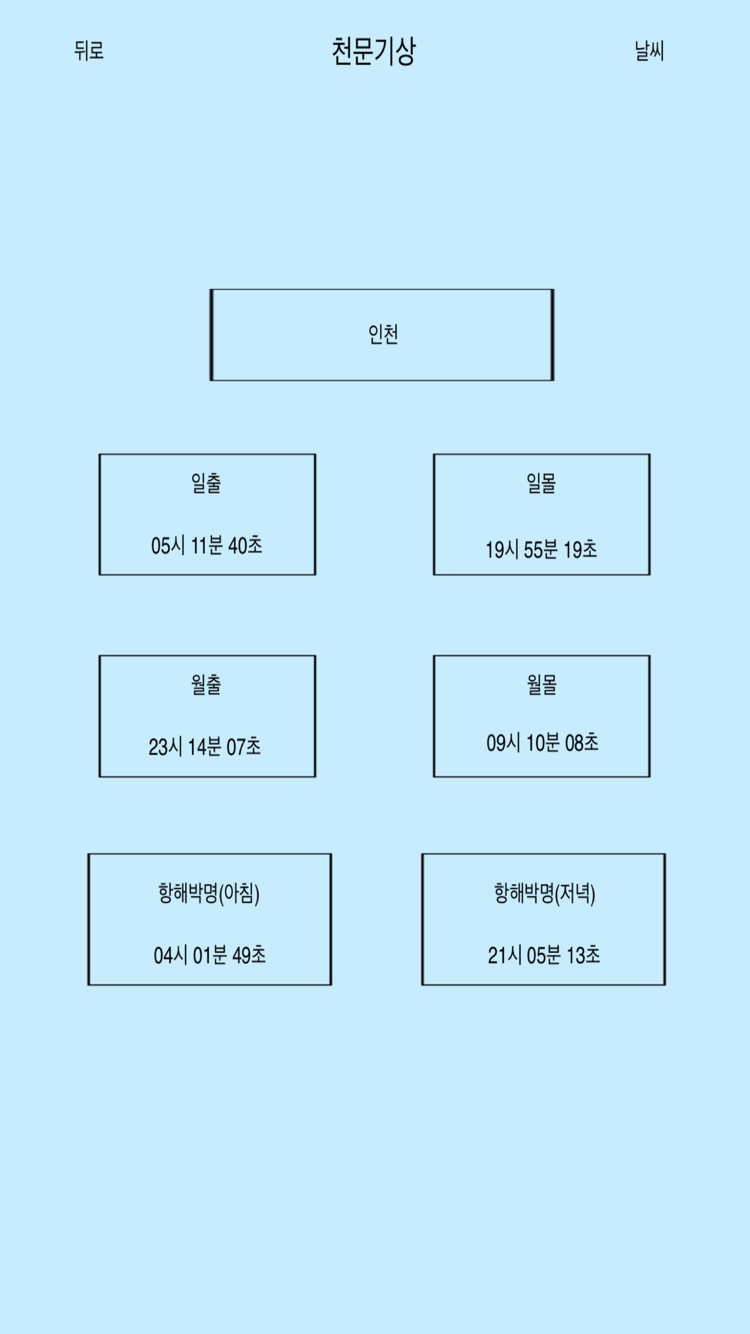 뒤로
천문기상
날씨
인천
일출
05시 11분 40초
일몰
19시 55분 19초
월출
23시 14분 07초
월몰
09시 10분 08초
항해박명(아침)
04시 01분 49초
항해박명(저녁)
21시 05분 13초